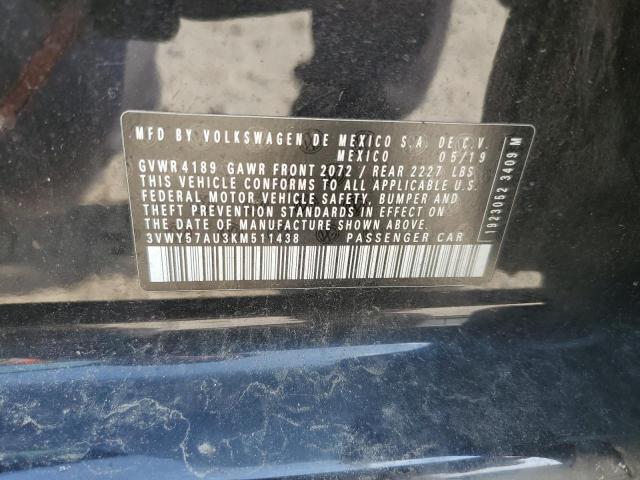 MFD BY VOLKSWAGEN DE MEXICO S.A. DE C.V.
MEXICO 05/19
GVWR 4189 GAWR FRONT 2072 / REAR 2227 LBS
THIS VEHICLE CONFORMS TO ALL APPLICABLE U.S.
FEDERAL MOTOR VEHICLE SAFETY, BUMPER AND
THEFT PREVENTION STANDARDS IN EFFECT ON
THE DATE OF MANUFACTURE SHOWN ABOVE.
3VWY57AU3KM511438 PASSENGER CAR
1923052 3409 M